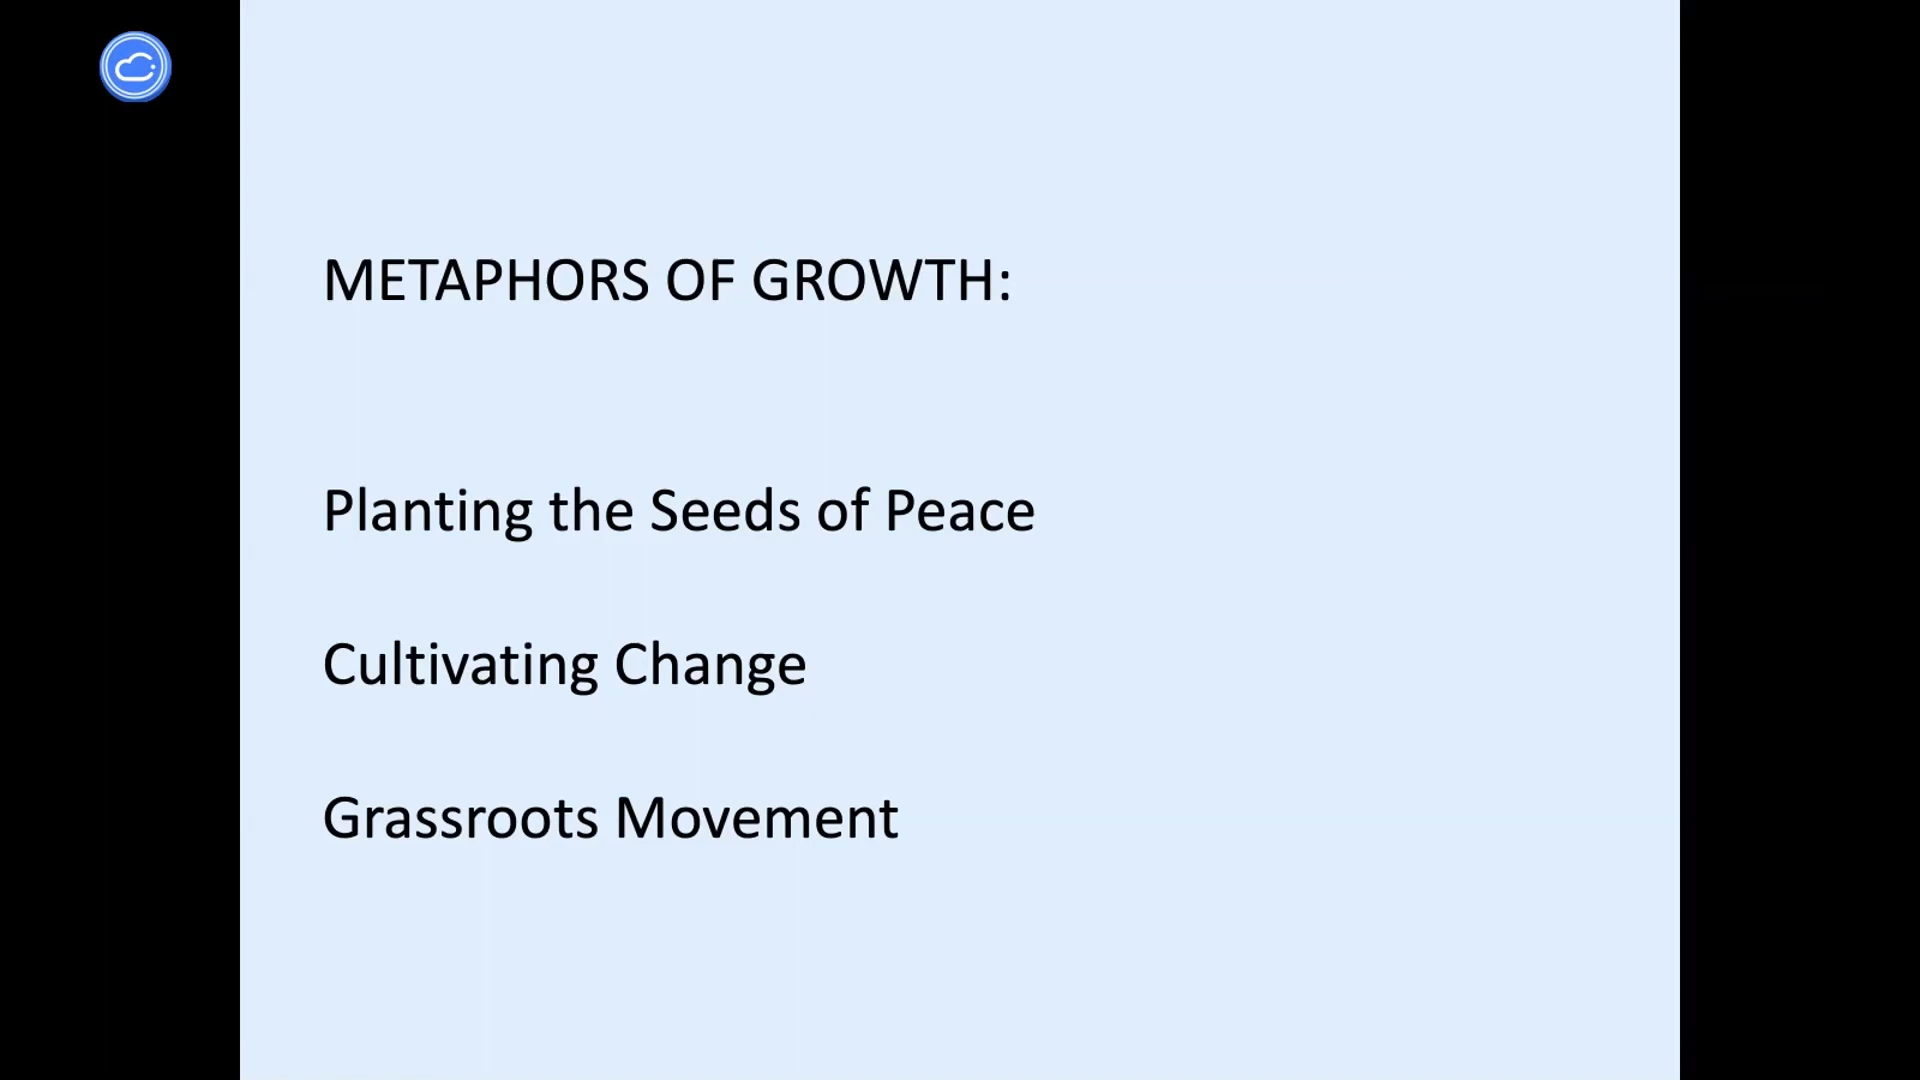 METAPHORS OF GROWTH:
Planting the Seeds of Peace
Cultivating Change
Grassroots Movement